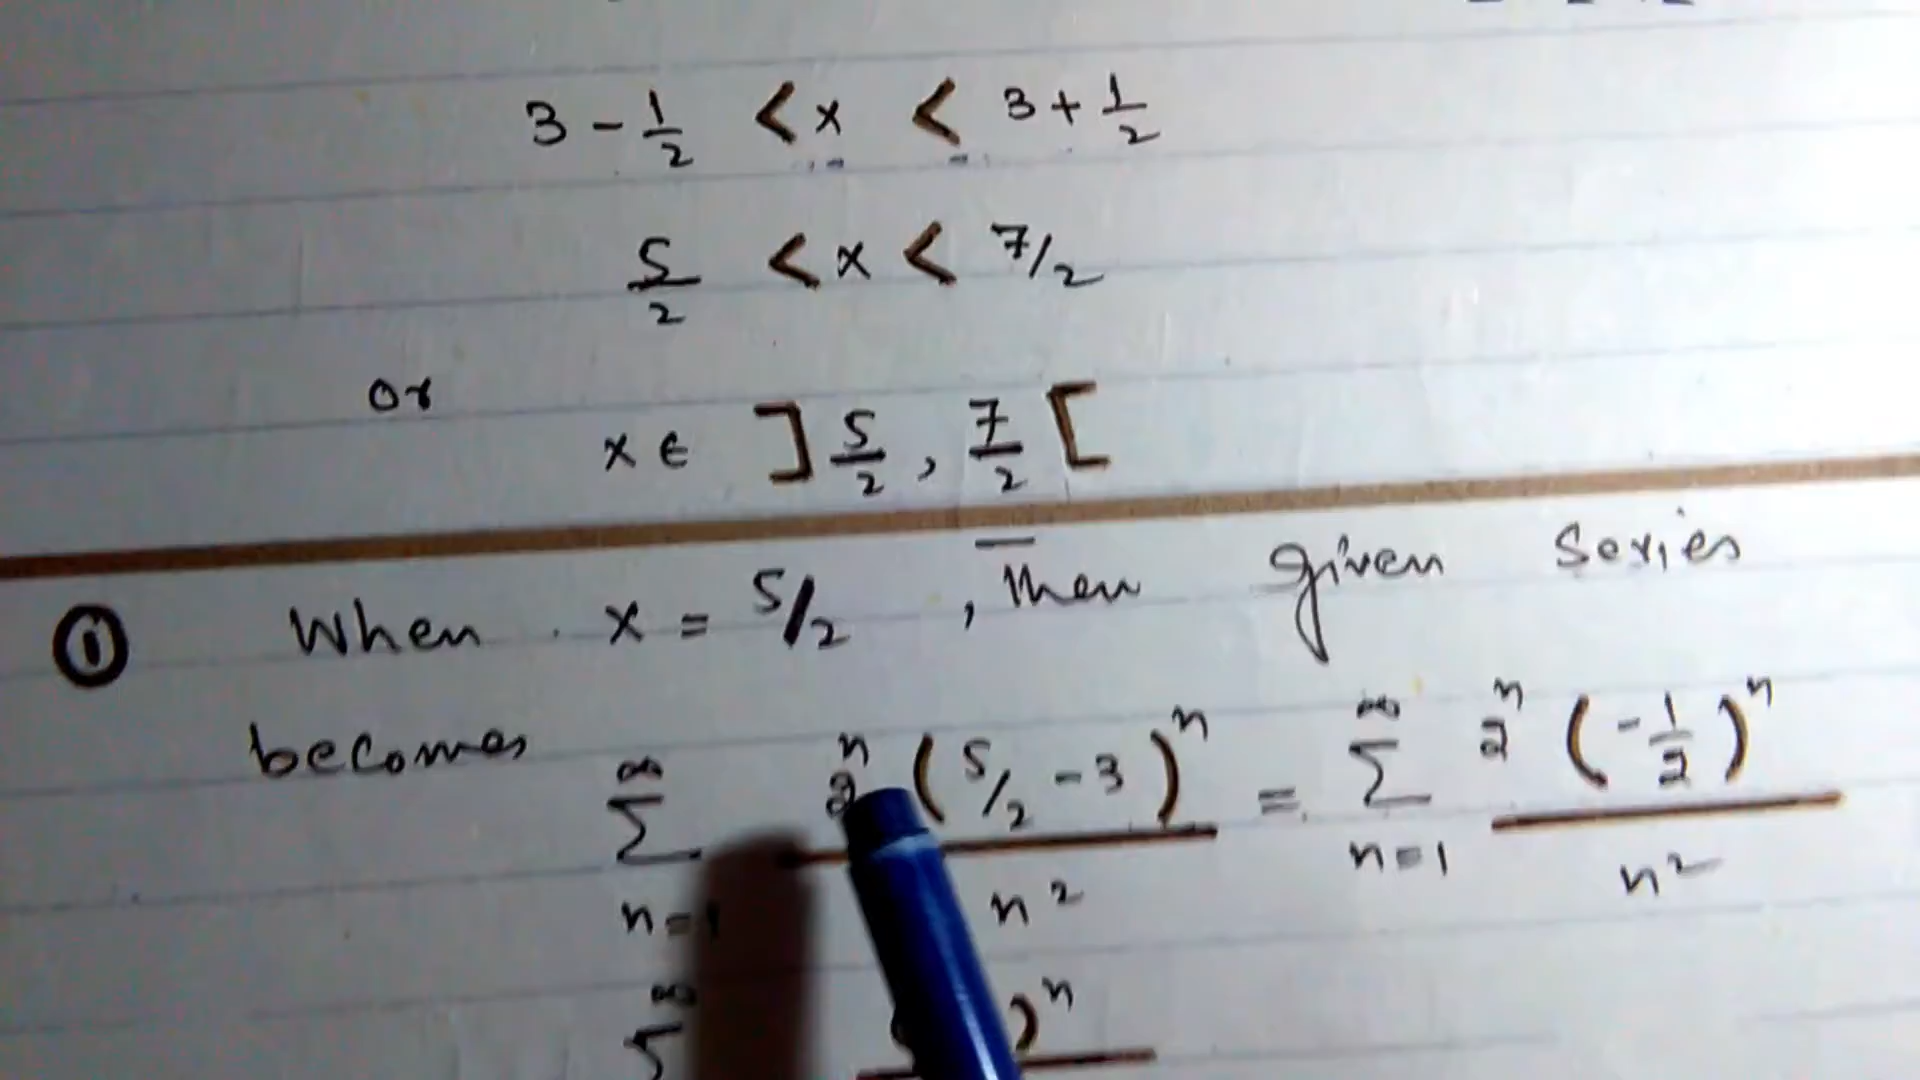 3 - 1/2 < x < 3 + 1/2
5/2 < x < 7/2
or
x ∈ ] 5/2 , 7/2 [
① When x = 5/2 , then given series
becomes ∞ ∑ n=1 2^n (5/2 - 3)^n / n^2 = ∞ ∑ n=1 2^n (-1/2)^n / n^2
∞ ∑ ( )^n